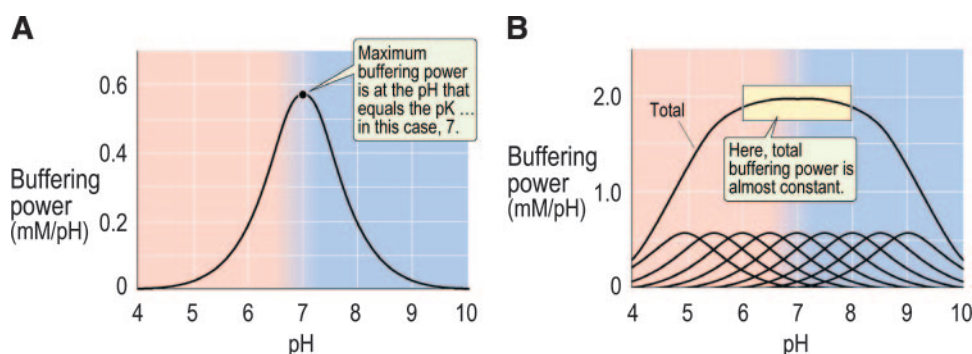 A
Maximum
buffering power
is at the pH that
equals the pK ...
in this case, 7.
0.6
0.4
0.2
0
Buffering
power
(mM/pH)
4 5 6 7 8 9 10
pH
B
2.0
1.0
0
Buffering
power
(mM/pH)
Total
Here, total
buffering power is
almost constant.
4 5 6 7 8 9 10
pH